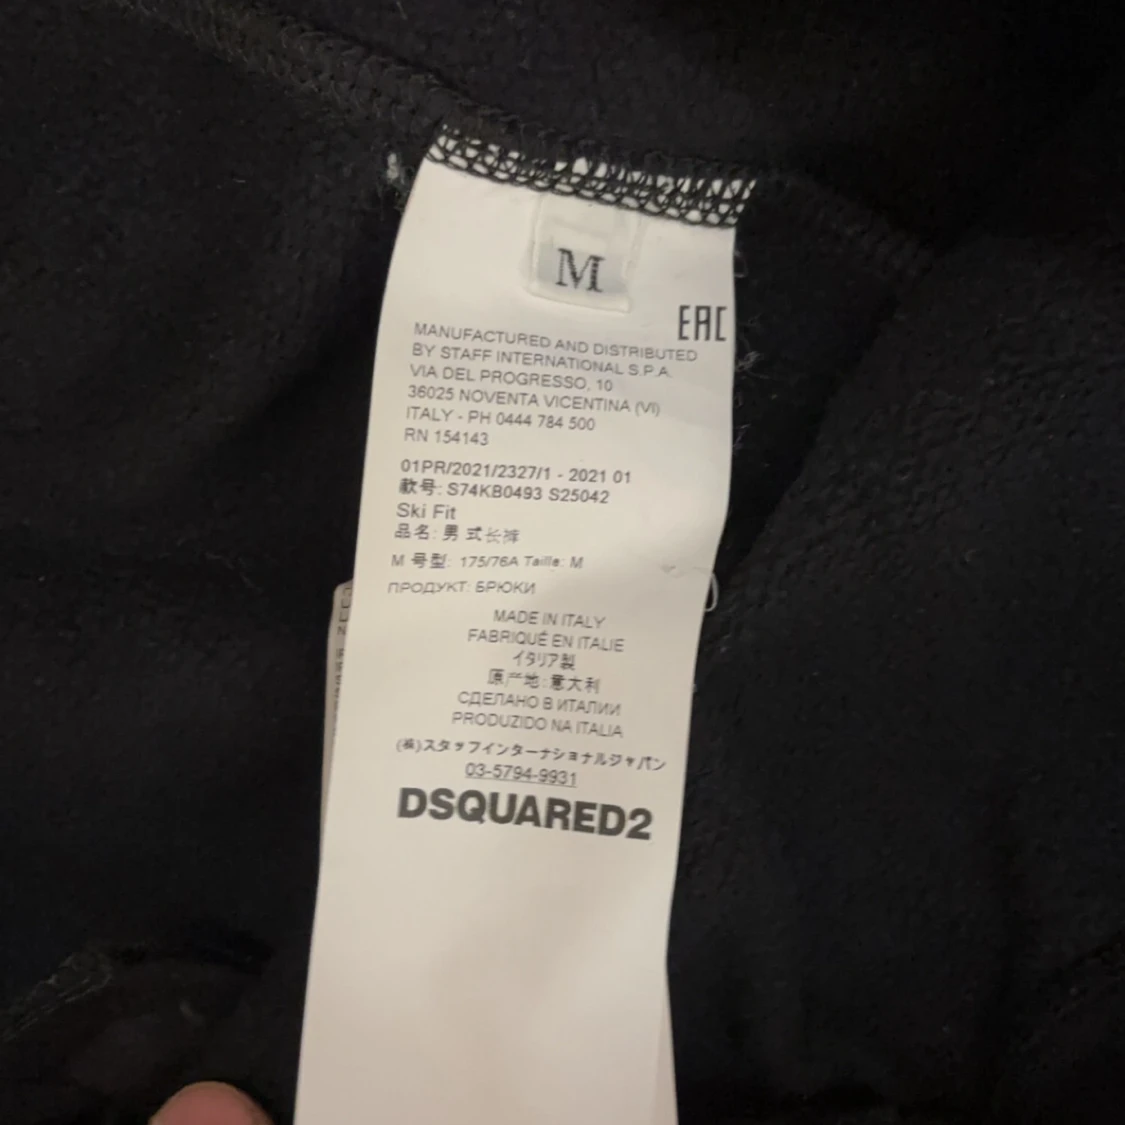 M
EAC
MANUFACTURED AND DISTRIBUTED
BY STAFF INTERNATIONAL S.P.A.
VIA DEL PROGRESSO, 10
36025 NOVENTA VICENTINA (VI)
ITALY - PH 0444 784 500
RN 154143
01PR/2021/2327/1 - 2021 01
款号: S74KB0493 S25042
Ski Fit
品名: 男式长裤
M 号型: 175/76A Taille: M
ПРОДУКТ: БРЮКИ
MADE IN ITALY
FABRIQUÉ EN ITALIE
イタリア製
原产地:意大利
СДЕЛАНО В ИТАЛИИ
PRODUZIDO NA ITALIA
(株)スタッフインターナショナルジャパン
03-5794-9931
DSQUARED2